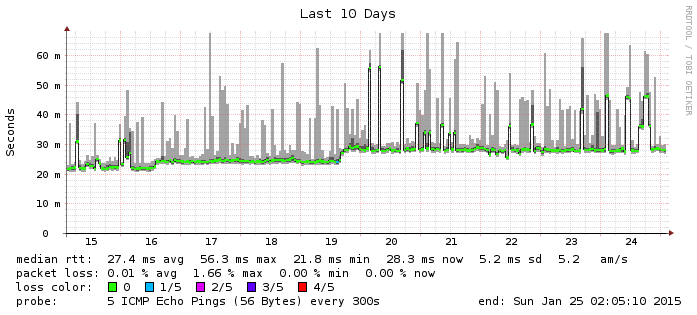 Last 10 Days
RRDTOOL / TOBI OETIKER
Seconds
60 m
50 m
40 m
30 m
20 m
10 m
0
15 16 17 18 19 20 21 22 23 24
median rtt: 27.4 ms avg 56.3 ms max 21.8 ms min 28.3 ms now 5.2 ms sd 5.2 am/s
packet loss: 0.01 % avg 1.66 % max 0.00 % min 0.00 % now
loss color: 0 1/5 2/5 3/5 4/5
probe: 5 ICMP Echo Pings (56 Bytes) every 300s end: Sun Jan 25 02:05:10 2015